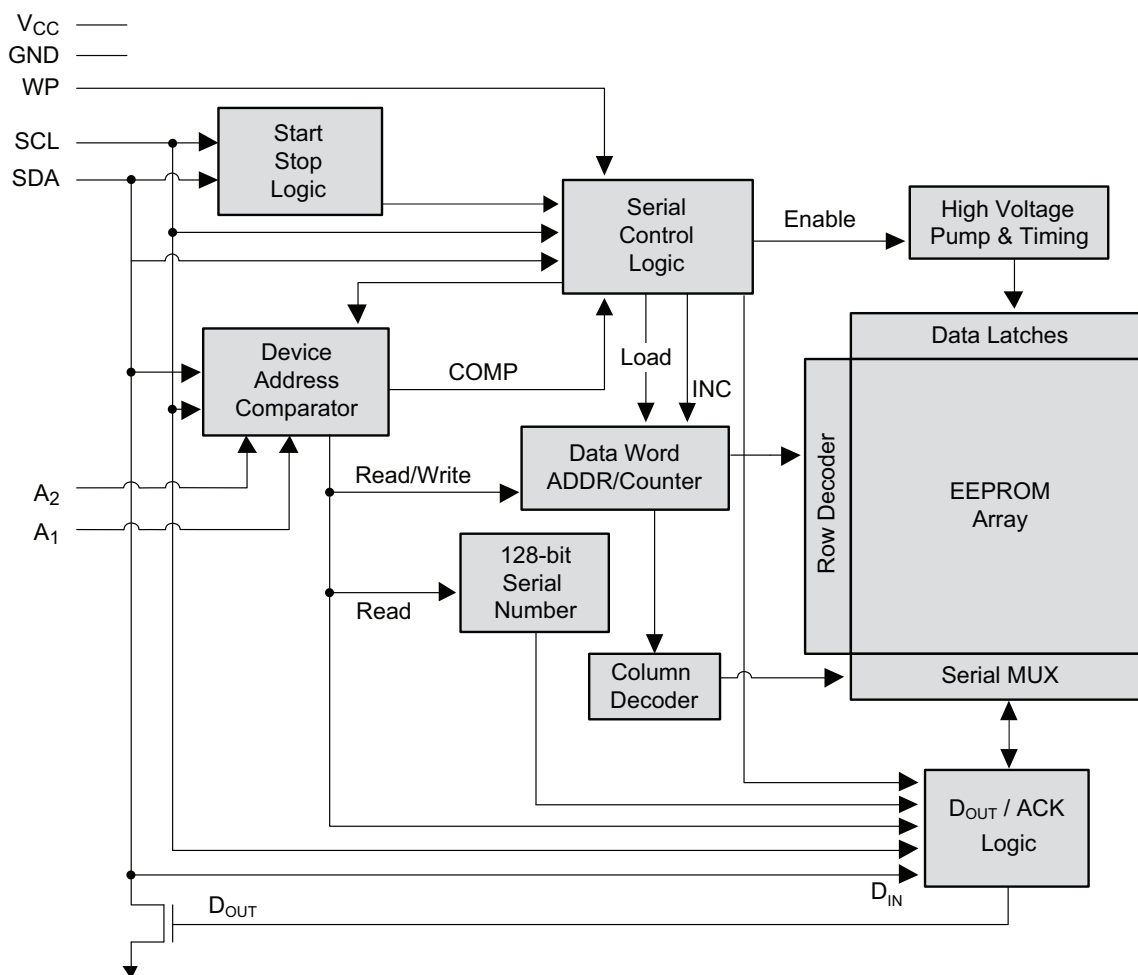 VCC
GND
WP
SCL
SDA
Start
Stop
Logic
Serial
Control
Logic
Enable
High Voltage
Pump & Timing
Data Latches
Device
Address
Comparator
COMP
Load
INC
Data Word
ADDR/Counter
Read/Write
Row Decoder
EEPROM
Array
A2
A1
128-bit
Serial
Number
Read
Column
Decoder
Serial MUX
DOUT / ACK
Logic
DIN
DOUT